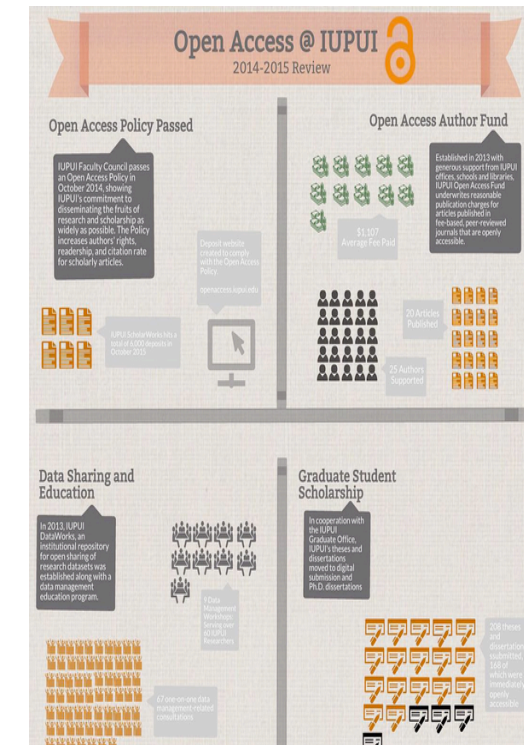 Open Access @ IUPUI
2014-2015 Review
Open Access Policy Passed
IUPUI Faculty Council passes
an Open Access Policy in
October 2014, showing
IUPUI's commitment to
disseminating the fruits of
research and scholarship as
widely as possible. The Policy
increases authors' rights,
readership, and citation rate
for scholarly articles.
Deposit website
created to comply
with the Open Access
Policy
openaccess.iupui.edu
IUPUI ScholarWorks hits a
total of 6,000 deposits in
October 2015
Open Access Author Fund
Established in 2013 with
generous support from IUPUI
offices, schools and libraries,
IUPUI Open Access Fund
underwrites reasonable
publication charges for
articles published in
fee-based, peer-reviewed
journals that are openly
accessible.
$1,107
Average Fee Paid
20 Articles
Published
25 Authors
Supported
Data Sharing and
Education
In 2013, IUPUI
DataWorks, an
institutional repository
for open sharing of
research datasets was
established along with a
data management
education program.
9 Data
Management
Workshops:
Serving over
60 IUPUI
Researchers
67 one-on-one data
management-related
consultations
Graduate Student
Scholarship
In cooperation with
the IUPUI
Graduate Office,
IUPUI's theses and
dissertations
moved to digital
submission and
Ph.D. dissertations
208 theses
and
dissertation
submitted
168 of
which were
immediately
openly
accessible